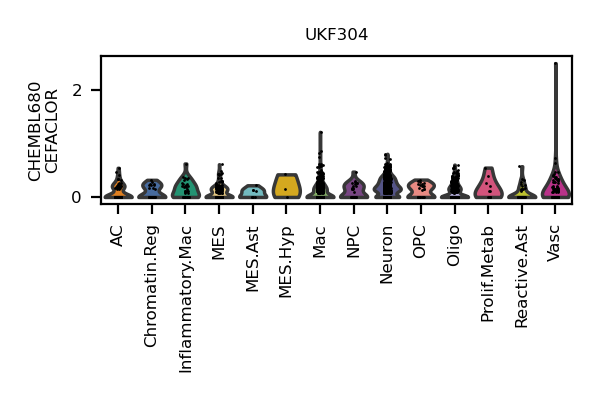 UKF304
CHEMBL680
CEFACLOR
2
0
AC
Chromatin.Reg
Inflammatory.Mac
MES
MES.Ast
MES.Hyp
Mac
NPC
Neuron
OPC
Oligo
Prolif.Metab
Reactive.Ast
Vasc